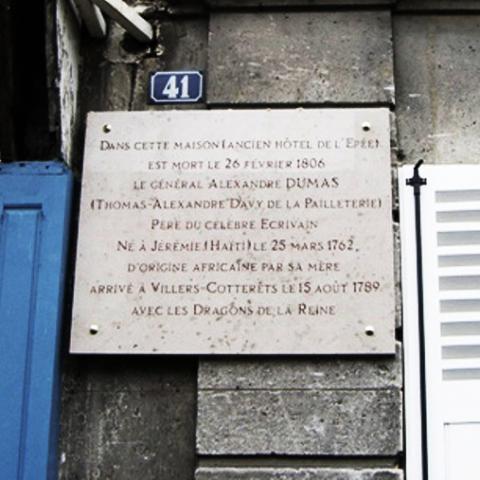 41
DANS CETTE MAISON (ANCIEN HÔTEL DE L'EPÉE)
EST MORT LE 26 FÉVRIER 1806
LE GÉNÉRAL ALEXANDRE DUMAS
(THOMAS-ALEXANDRE DAVY DE LA PAILLETERIE)
PÈRE DU CÉLÈBRE ECRIVAIN
NÉ À JÉRÉMIE (HAÏTI) LE 25 MARS 1762,
D'ORIGINE AFRICAINE PAR SA MÈRE
ARRIVÉ À VILLERS-COTTERÊTS LE 15 AOÛT 1789
AVEC LES DRAGONS DE LA REINE